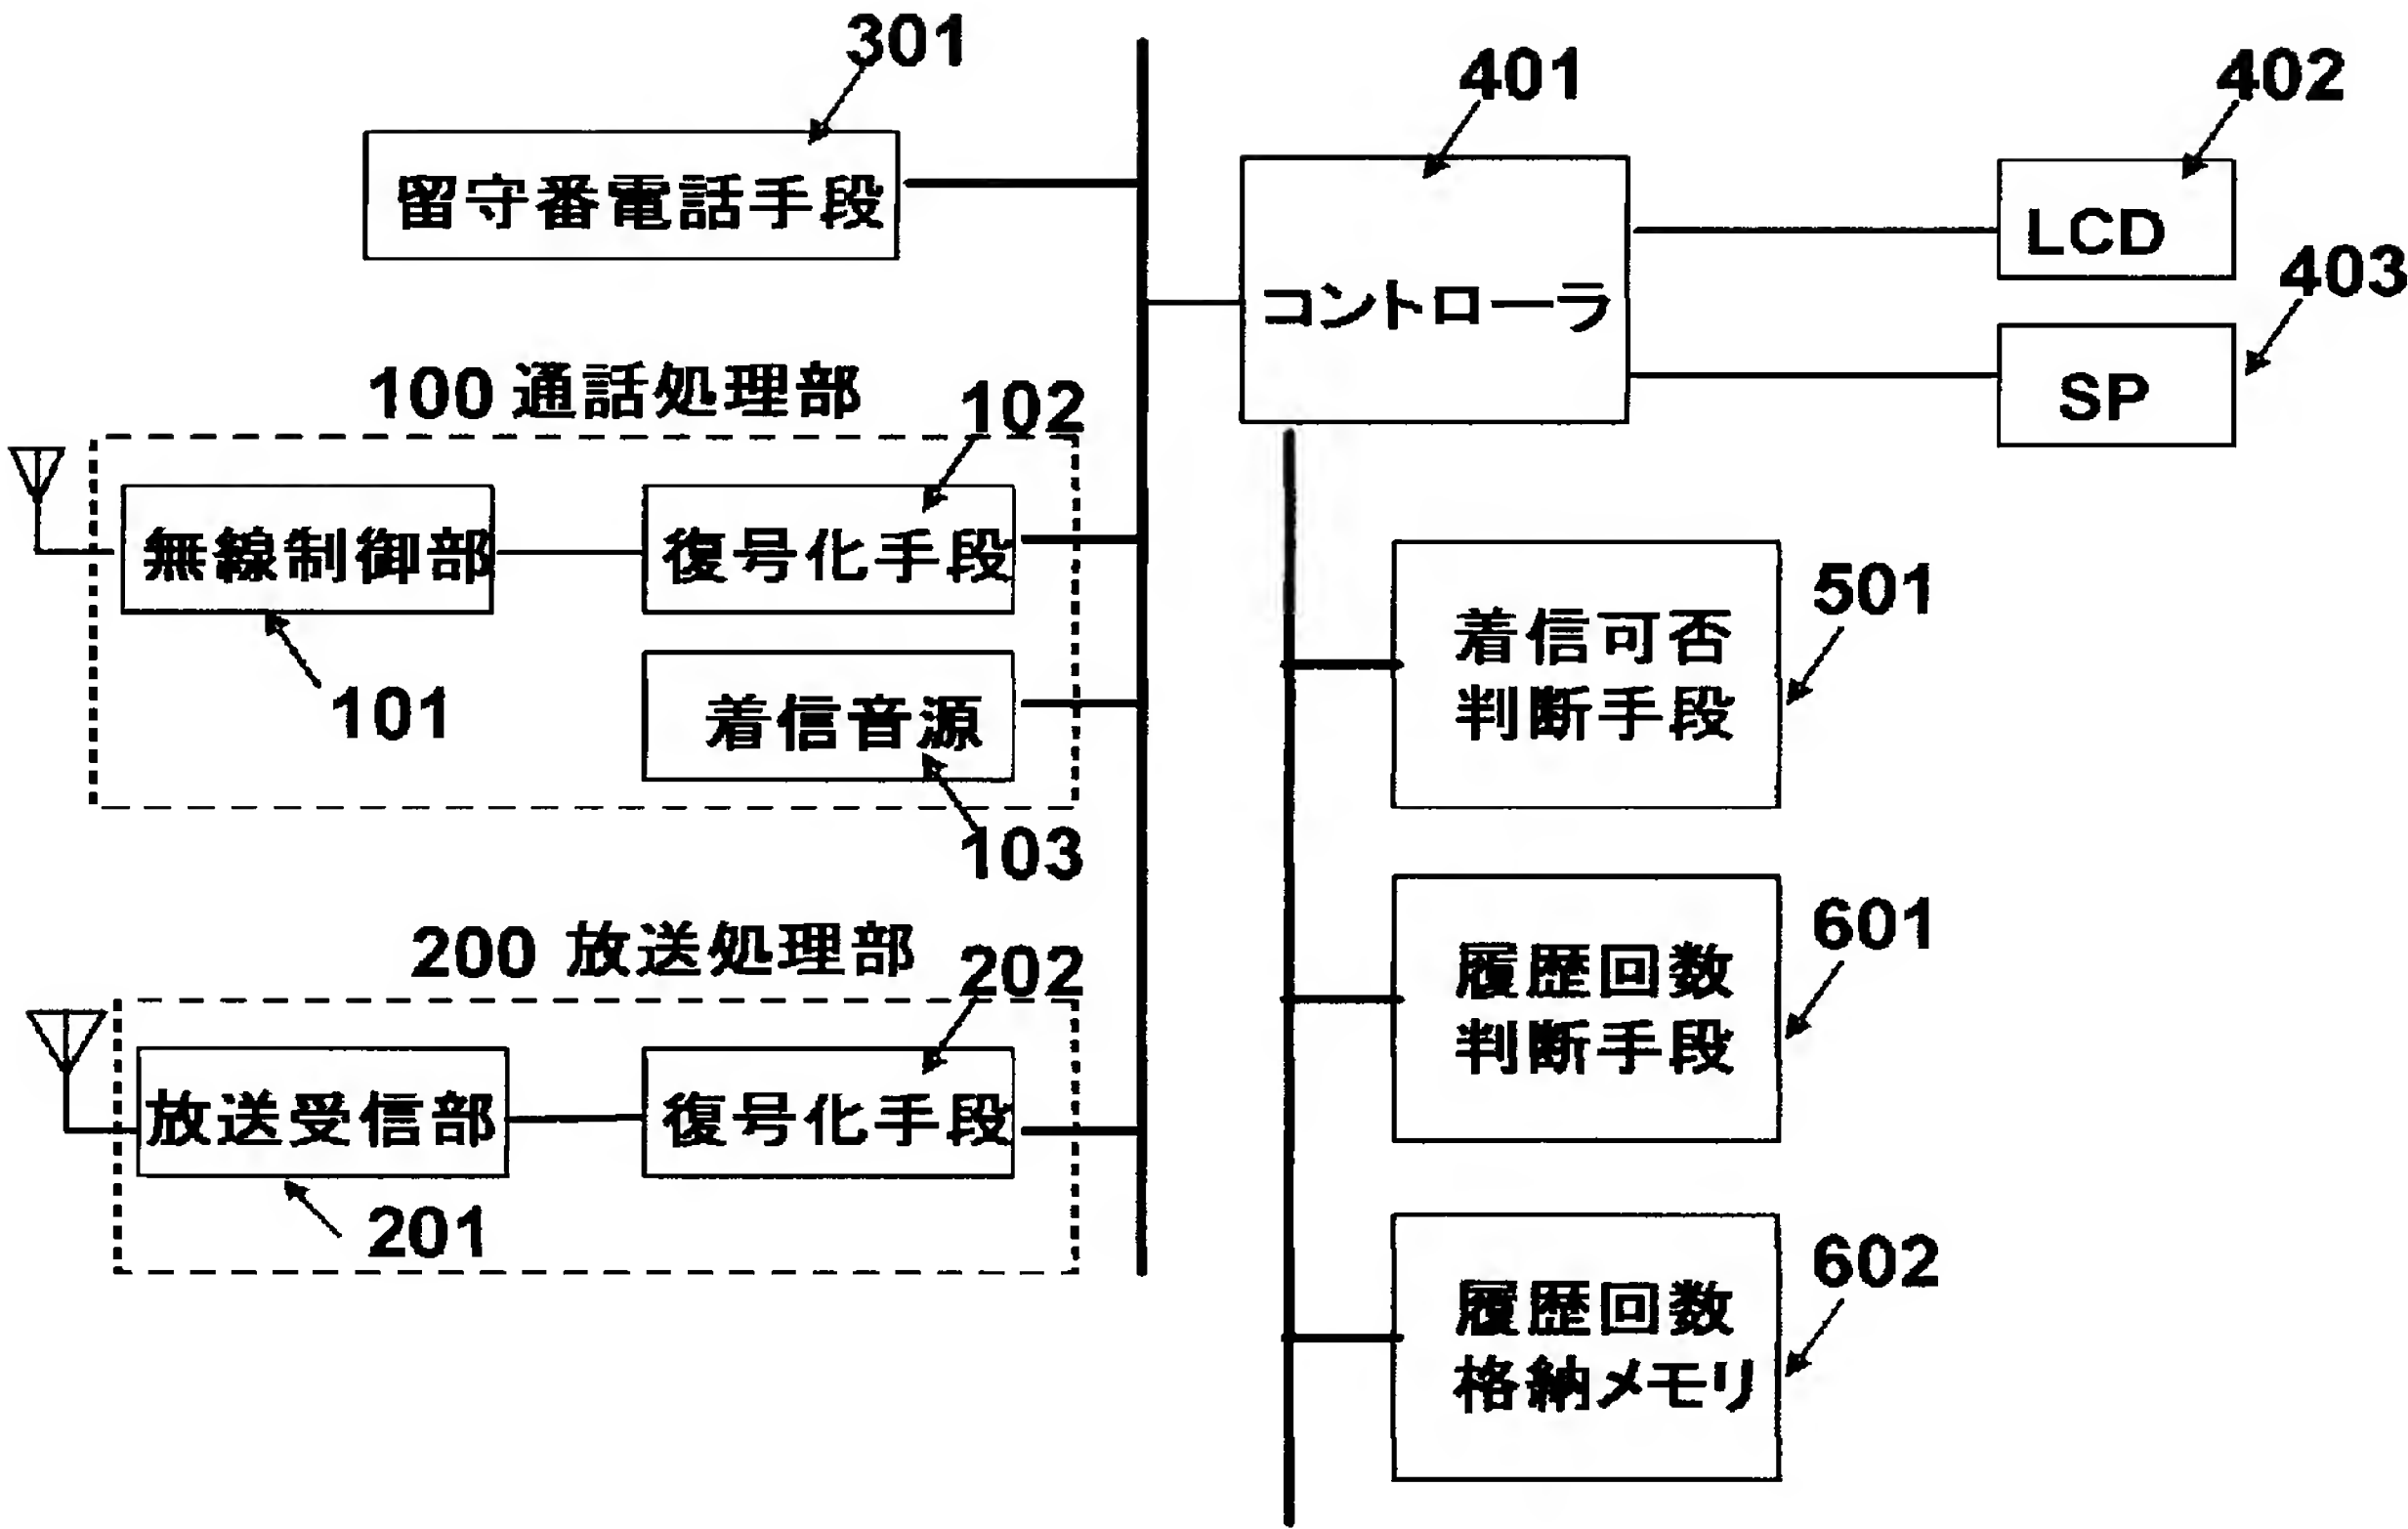 301
留守番電話手段
401
コントローラ
402
LCD
403
SP
100 通話処理部
102
無線制御部
復号化手段
101
着信音源
103
200 放送処理部
202
放送受信部
復号化手段
201
501
着信可否
判断手段
601
履歴回数
判断手段
602
履歴回数
格納メモリ